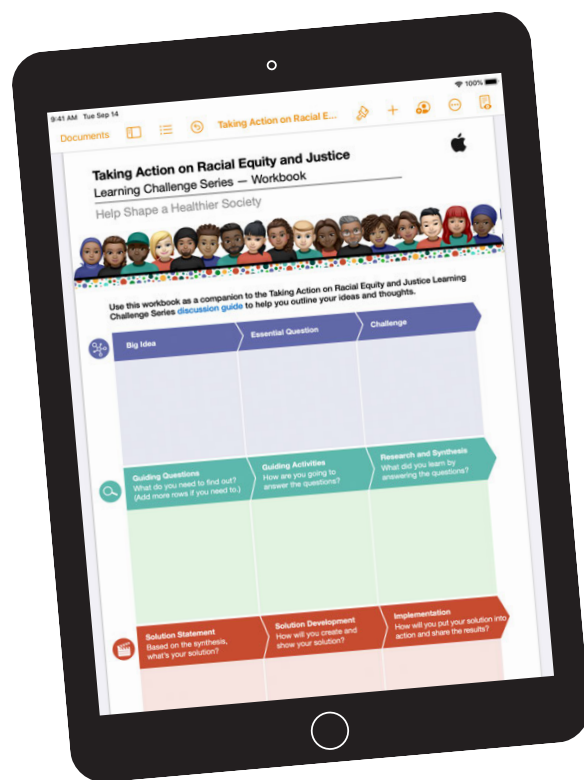 9:41 AM Tue Sep 14
100%
Documents
Taking Action on Racial E...
Taking Action on Racial Equity and Justice
Learning Challenge Series — Workbook
Help Shape a Healthier Society
Use this workbook as a companion to the Taking Action on Racial Equity and Justice Learning
Challenge Series discussion guide to help you outline your ideas and thoughts.
Big Idea
Essential Question
Challenge
Guiding Questions
What do you need to find out?
(Add more rows if you need to.)
Guiding Activities
How are you going to
answer the questions?
Research and Synthesis
What did you learn by
answering the questions?
Solution Statement
Based on the synthesis,
what's your solution?
Solution Development
How will you create and
show your solution?
Implementation
How will you put your solution into
action and share the results?